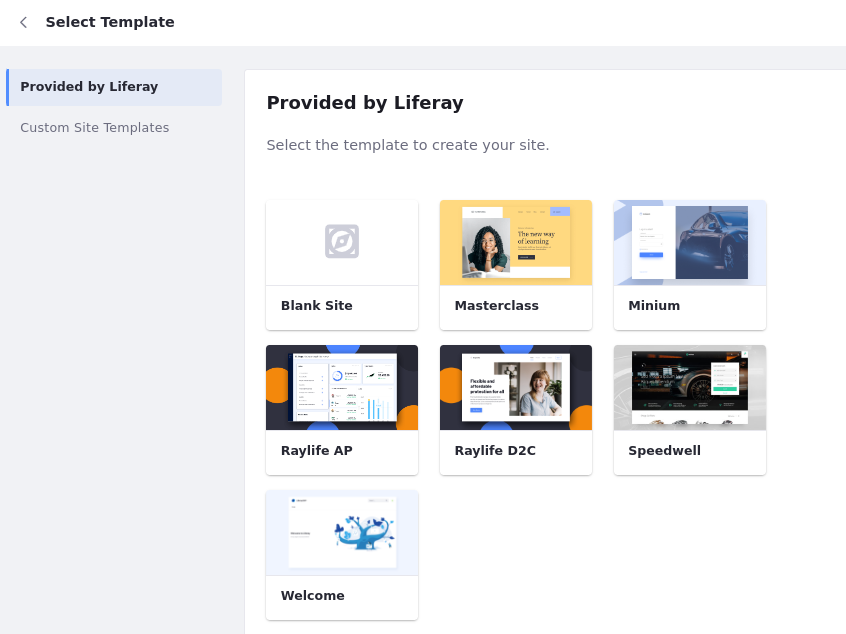 Select Template
Provided by Liferay
Custom Site Templates
Provided by Liferay
Select the template to create your site.
The new way
of learning
Blank Site
Masterclass
Minium
Flexible and
affordable
protection for all
Raylife AP
Raylife D2C
Speedwell
Welcome